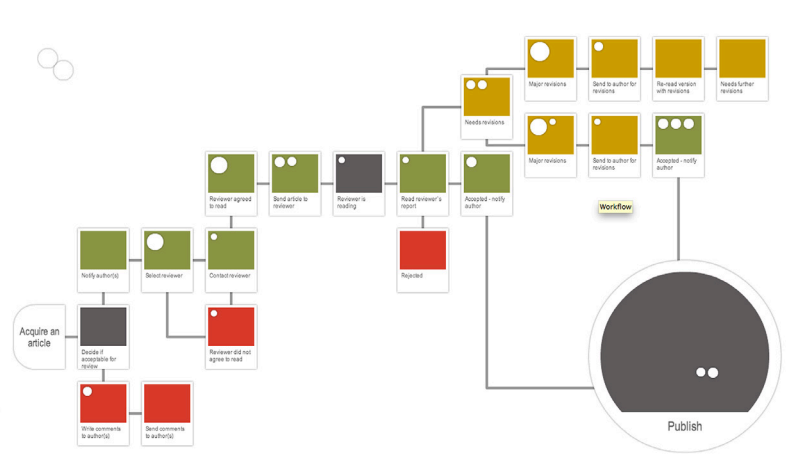 Major revisions
Send to author for
revisions
Re-read version
with revisions
Needs further
revisions
Needs revisions
Major revisions
Send to author for
revisions
Accepted - notify
author
Reviewer agreed
to read
Send article to
reviewer
Reviewer is
reading
Read reviewer's
report
Accepted - notify
author
Workflow
Notify author(s)
Select reviewer
Contact reviewer
Rejected
Acquire an
article
Decide if
acceptable for
review
Reviewer did not
agree to read
Write comments
to author(s)
Send comments
to author(s)
Publish